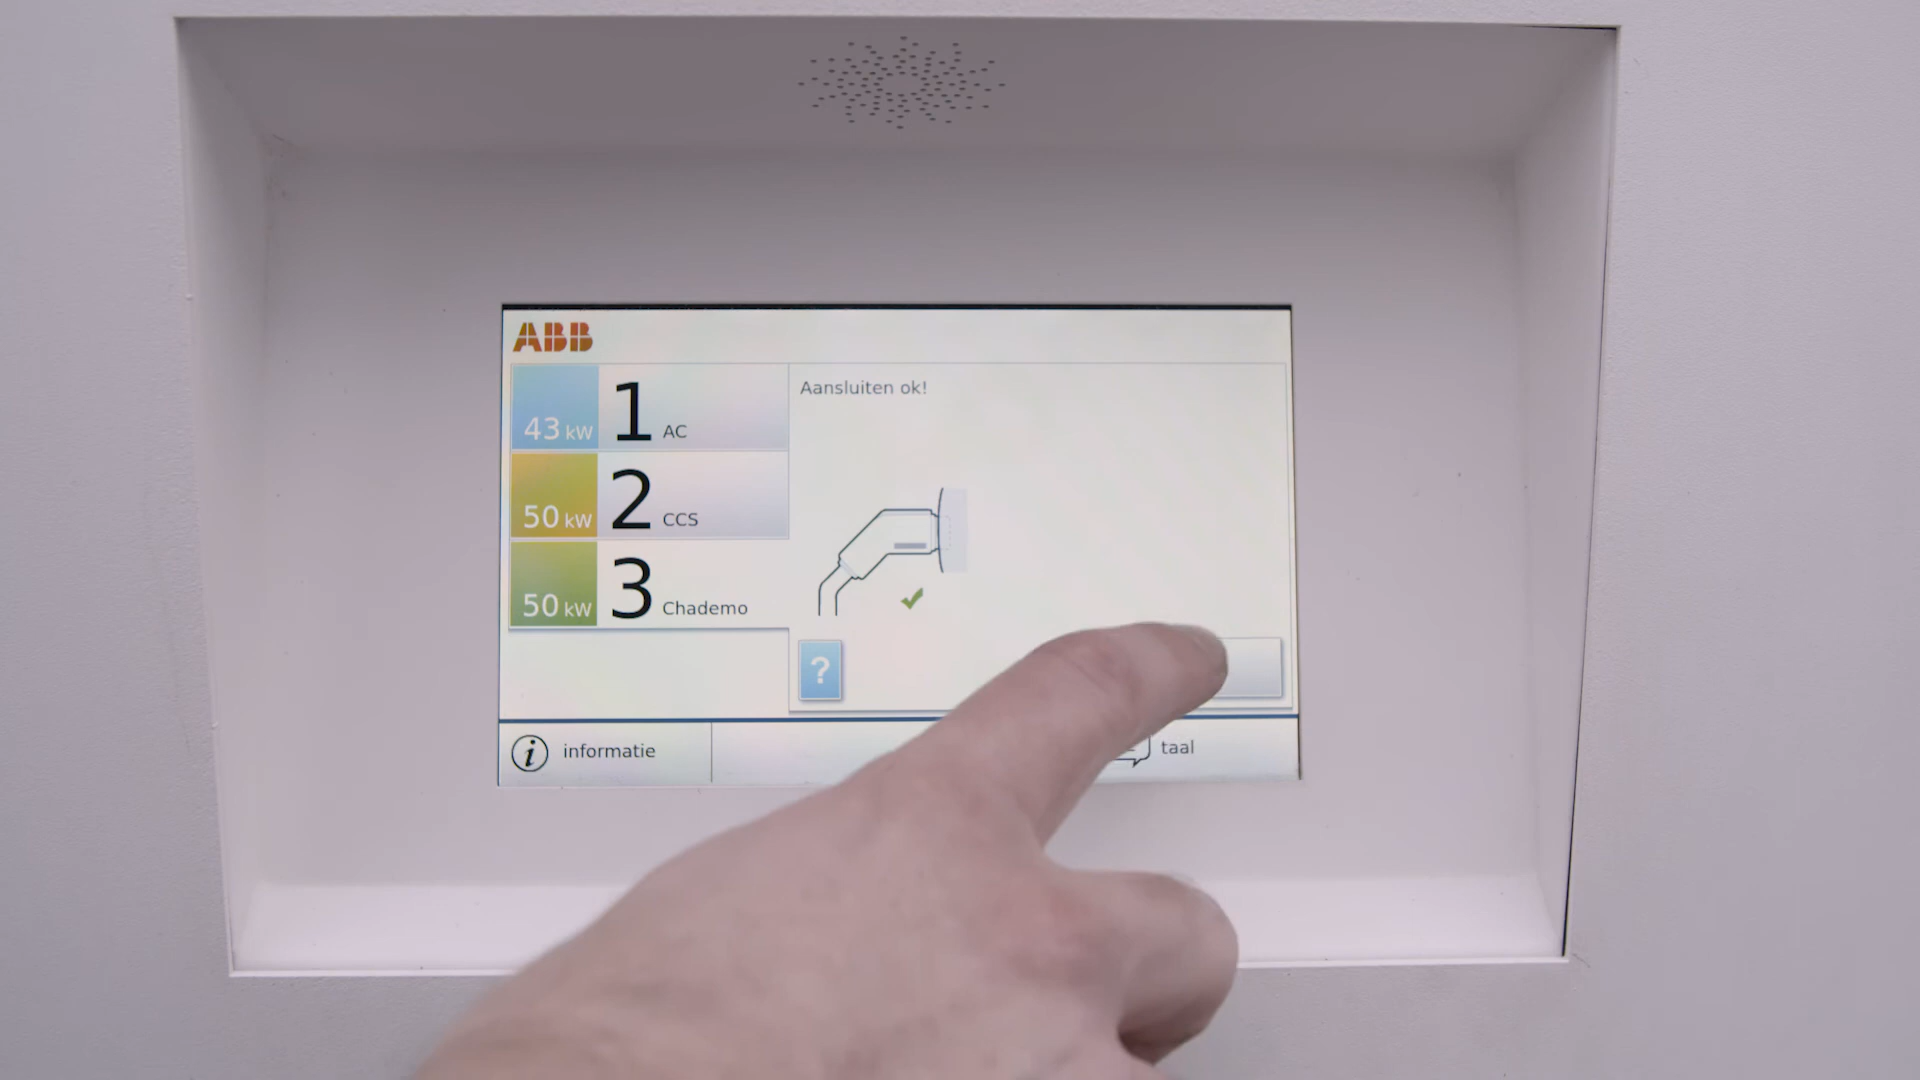 ABB
43 kW 1 AC
50 kW 2 CCS
50 kW 3 Chademo
Aansluiten ok!
?
i informatie
taal